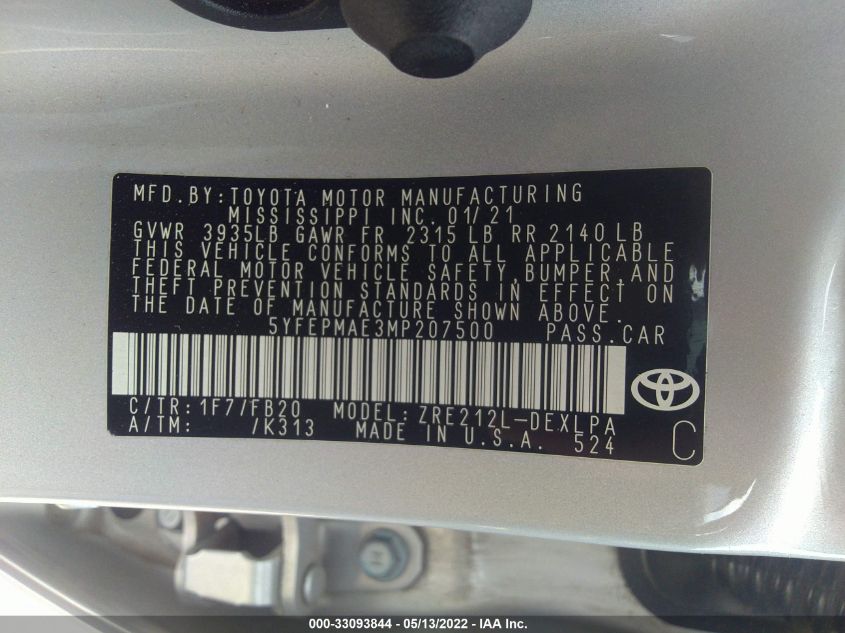 MFD.BY:TOYOTA MOTOR MANUFACTURING
MISSISSIPPI INC. 01/21
GVWR 3935LB GAWR FR 2315 LB RR 2140 LB
THIS VEHICLE CONFORMS TO ALL APPLICABLE
FEDERAL MOTOR VEHICLE SAFETY, BUMPER, AND
THEFT PREVENTION STANDARDS IN EFFECT ON
THE DATE OF MANUFACTURE SHOWN ABOVE.
5YFEPMAE3MP207500 PASS.CAR
C/TR: 1F7/FB20 MODEL: ZRE212L-DEXLPA
A/TM: /K313 MADE IN U.S.A. 524
C
000-33093844 - 05/13/2022 - IAA Inc.